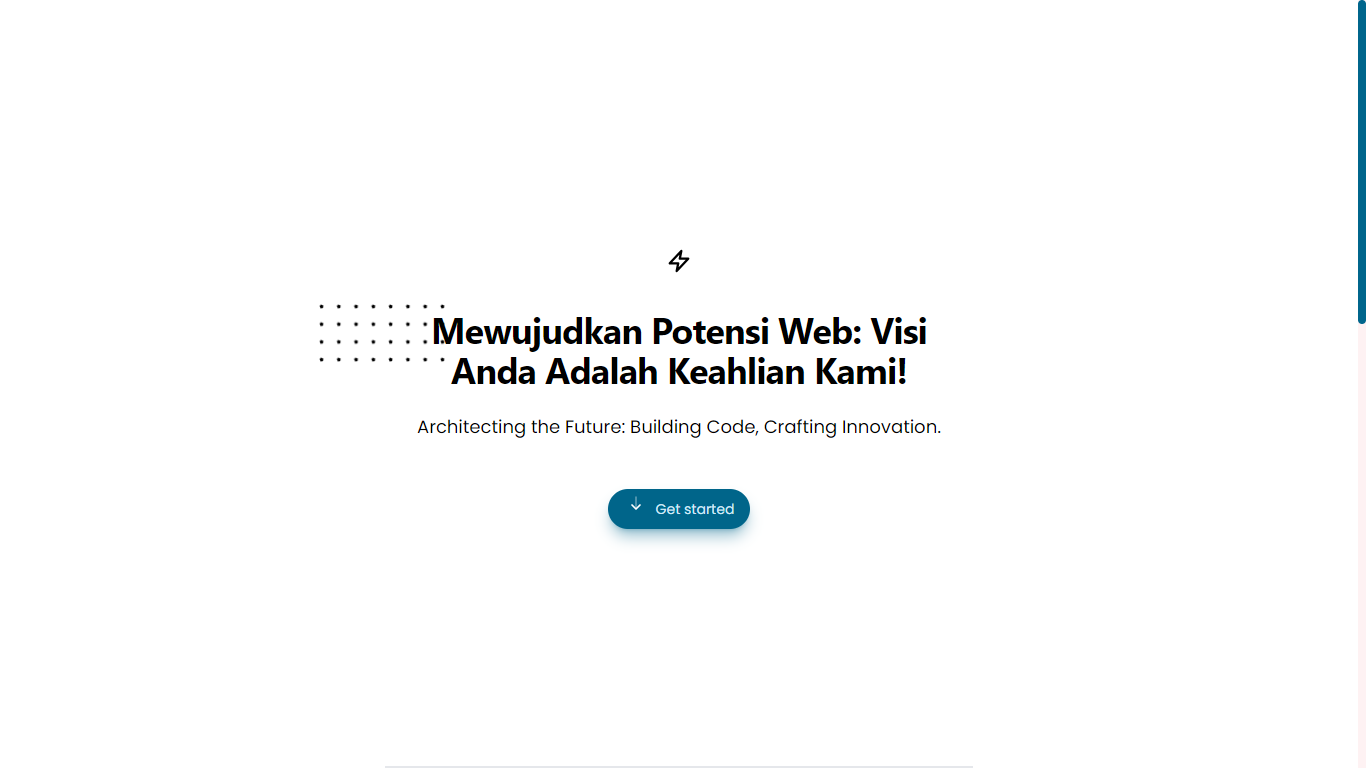 Mewujudkan Potensi Web: Visi
Anda Adalah Keahlian Kami!
Architecting the Future: Building Code, Crafting Innovation.
Get started